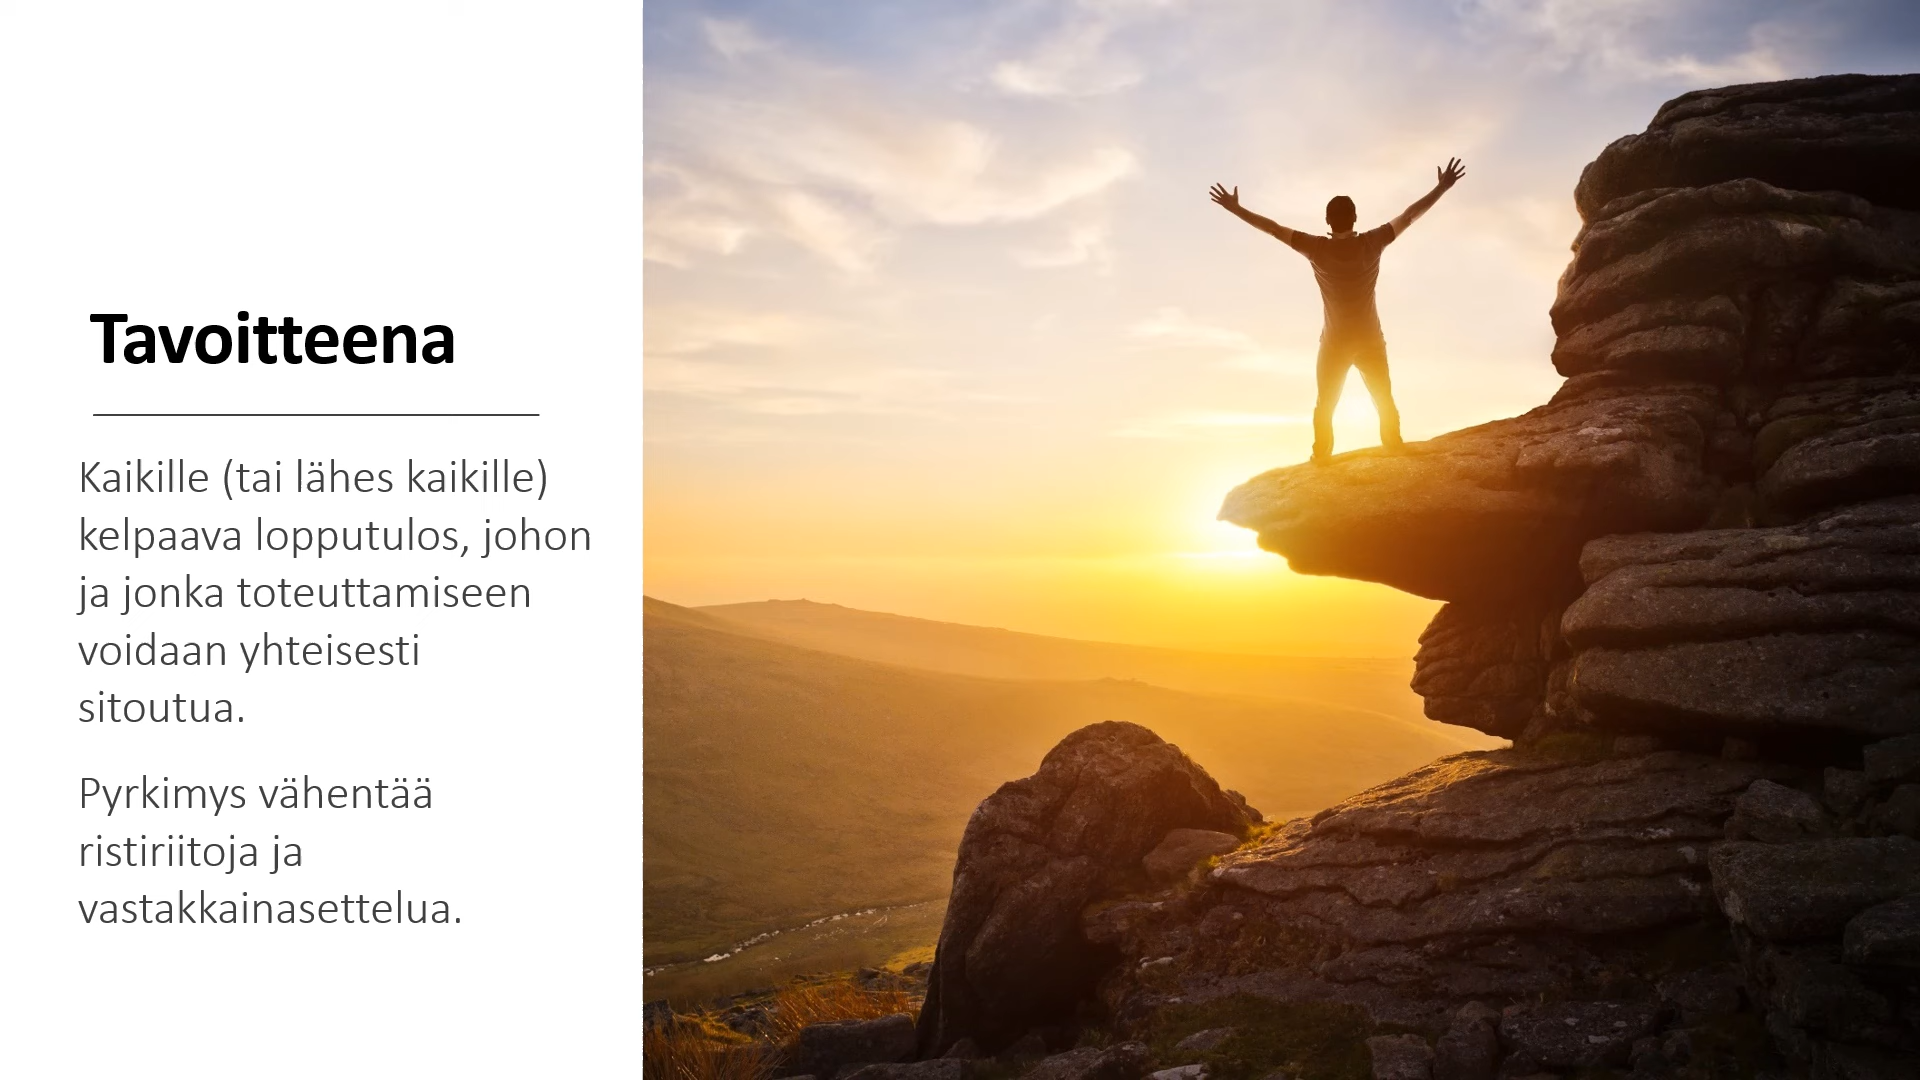 Tavoitteena
Kaikille (tai lähes kaikille)
kelpaava lopputulos, johon
ja jonka toteuttamiseen
voidaan yhteisesti
sitoutua.
Pyrkimys vähentää
ristiriitoja ja
vastakkainasettelua.